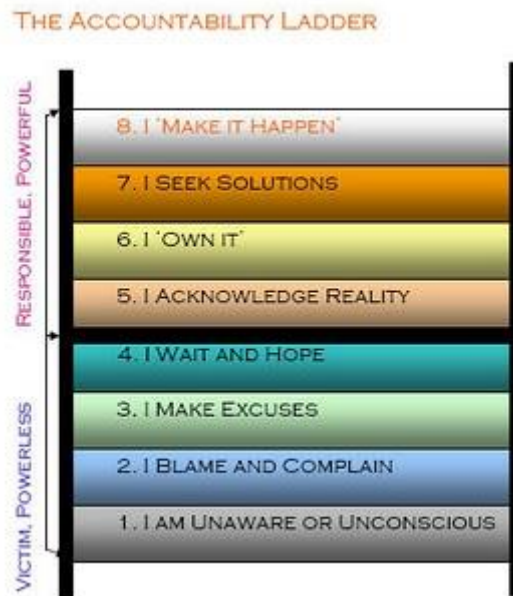 THE ACCOUNTABILITY LADDER
RESPONSIBLE, POWERFUL
8. I 'MAKE IT HAPPEN'
7. I SEEK SOLUTIONS
6. I 'OWN IT'
5. I ACKNOWLEDGE REALITY
VICTIM, POWERLESS
4. I WAIT AND HOPE
3. I MAKE EXCUSES
2. I BLAME AND COMPLAIN
1. I AM UNAWARE OR UNCONSCIOUS